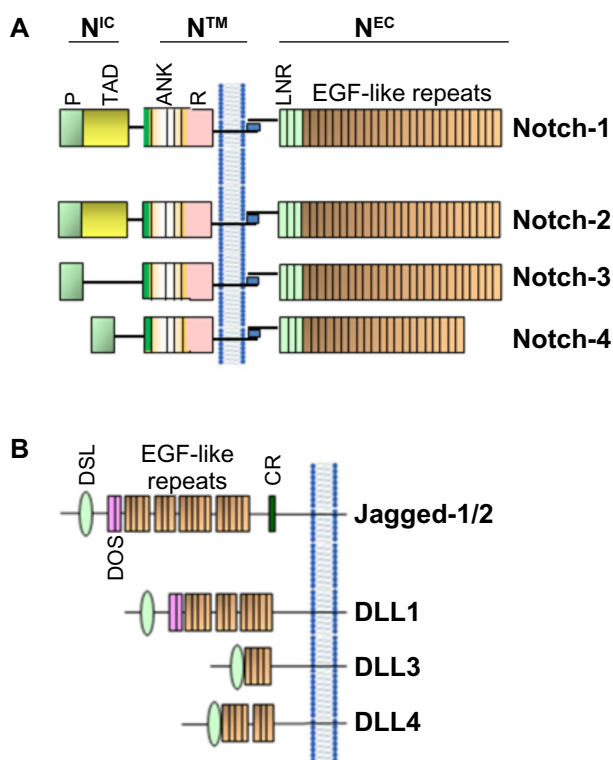 A
N^IC N^TM N^EC
P TAD ANK R LNR EGF-like repeats
Notch-1
Notch-2
Notch-3
Notch-4
B
DSL EGF-like repeats CR
Jagged-1/2
DOS
DLL1
DLL3
DLL4